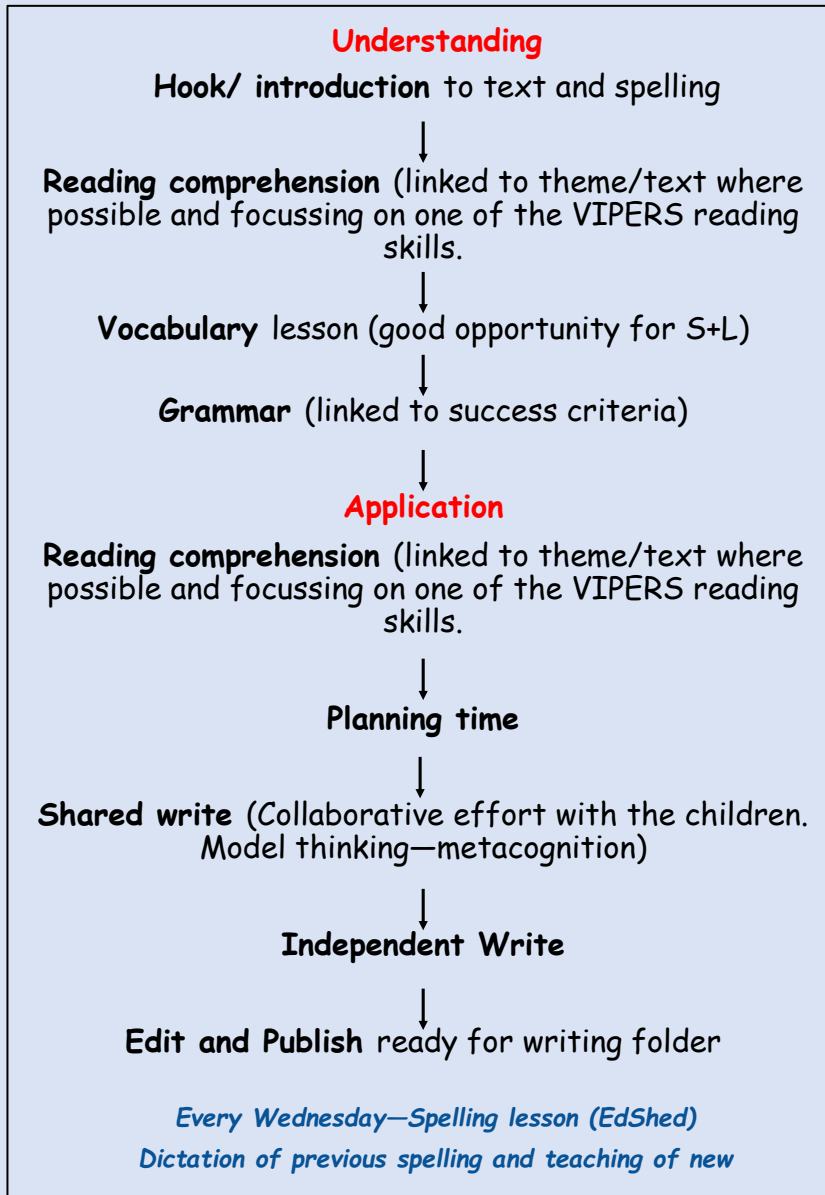 Understanding
Hook/ introduction to text and spelling
Reading comprehension (linked to theme/text where
possible and focussing on one of the VIPERS reading
skills.
Vocabulary lesson (good opportunity for S+L)
Grammar (linked to success criteria)
Application
Reading comprehension (linked to theme/text where
possible and focussing on one of the VIPERS reading
skills.
Planning time
Shared write (Collaborative effort with the children.
Model thinking—metacognition)
Independent Write
Edit and Publish ready for writing folder
Every Wednesday—Spelling lesson (EdShed)
Dictation of previous spelling and teaching of new